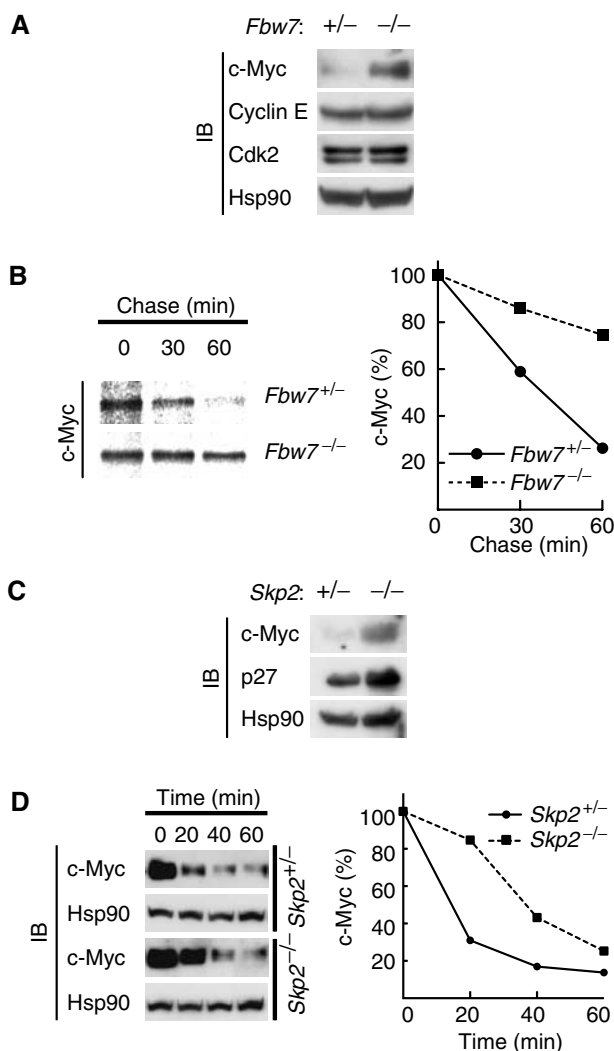 A
Fbw7: +/– –/–
IB
c-Myc
Cyclin E
Cdk2
Hsp90
B
Chase (min)
0 30 60
c-Myc
Fbw7+/–
Fbw7–/–
c-Myc (%)
100
80
60
40
20
0 30 60
Chase (min)
Fbw7+/–
Fbw7–/–
C
Skp2: +/– –/–
IB
c-Myc
p27
Hsp90
D
Time (min)
0 20 40 60
IB
c-Myc
Hsp90
Skp2+/–
c-Myc
Hsp90
Skp2–/–
c-Myc (%)
100
80
60
40
20
0 20 40 60
Time (min)
Skp2+/–
Skp2–/–